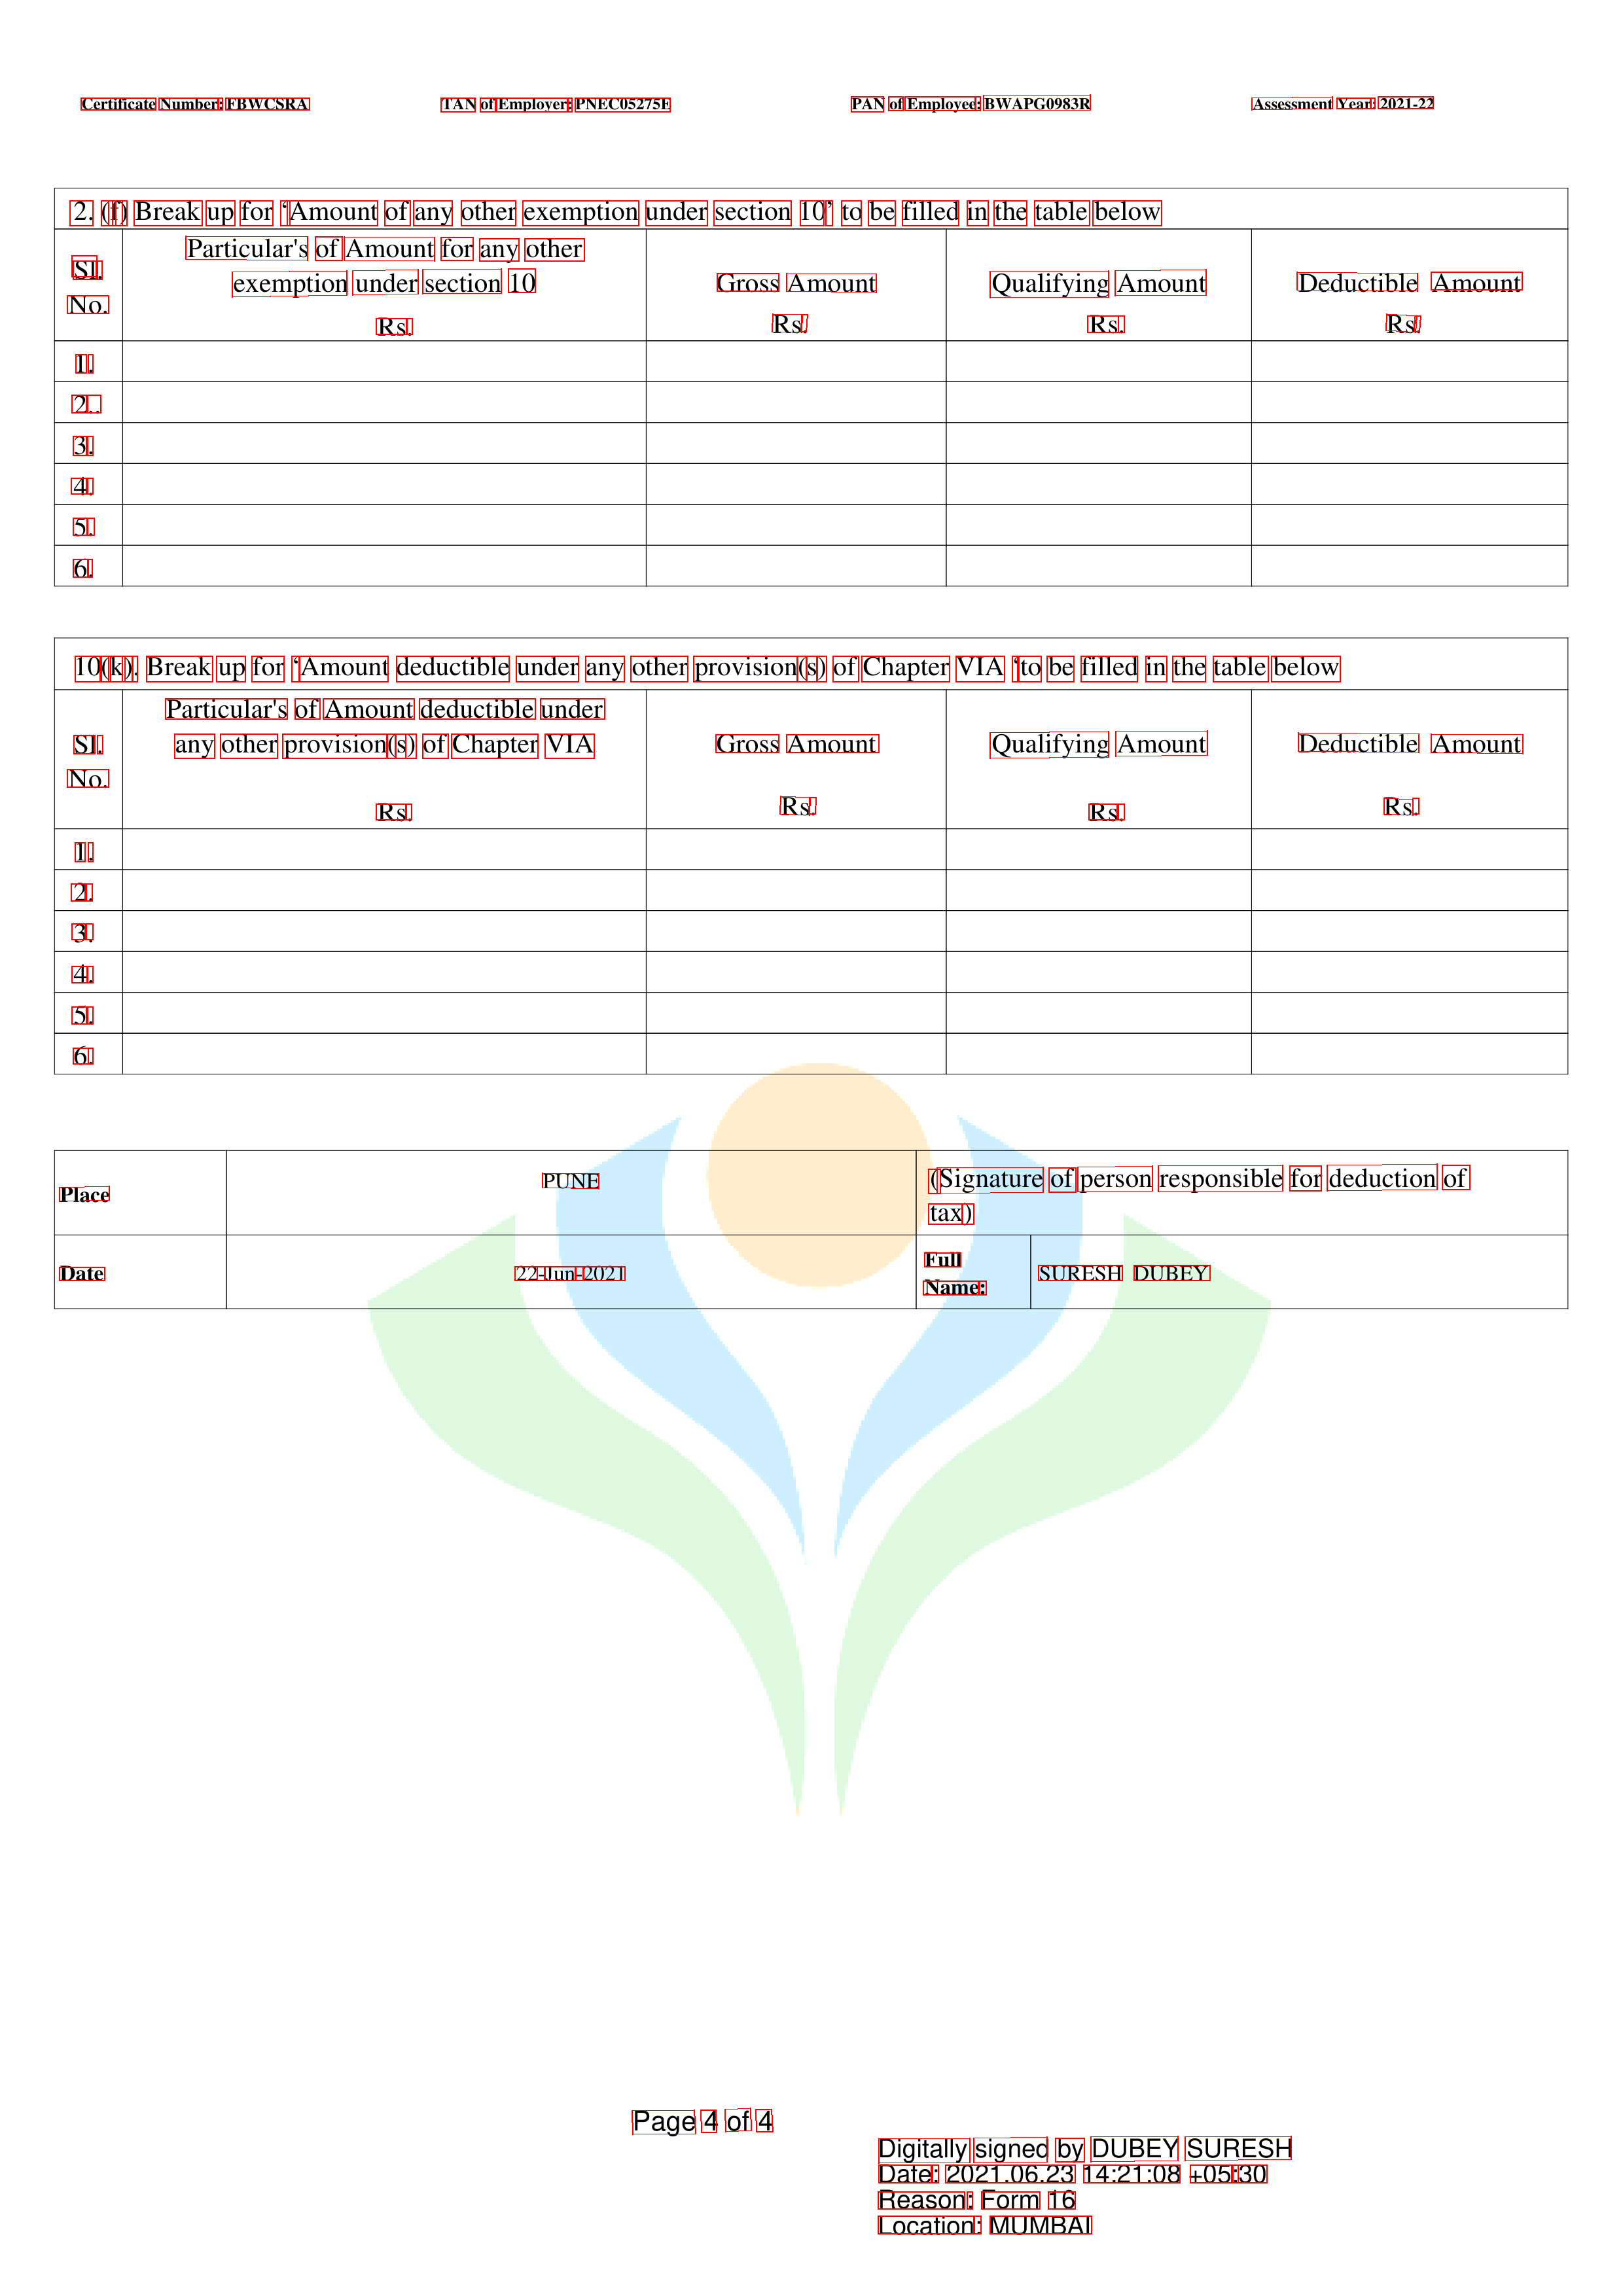 Certificate Number: FBWCSRA TAN of Employer: PNEC05275E PAN of Employee: BWAPG0983R Assessment Year: 2021-22
2. (f) Break up for ‘Amount of any other exemption under section 10’ to be filled in the table below
Sl. No. Particular's of Amount for any other exemption under section 10 Rs. Gross Amount Rs. Qualifying Amount Rs. Deductible Amount Rs.
1.
2..
3.
4.
5.
6.
10(k). Break up for ‘Amount deductible under any other provision(s) of Chapter VIA ‘to be filled in the table below
Sl. No. Particular's of Amount deductible under any other provision(s) of Chapter VIA Rs. Gross Amount Rs. Qualifying Amount Rs. Deductible Amount Rs.
1.
2.
3.
4.
5.
6.
Place PUNE (Signature of person responsible for deduction of
tax)
Date 22-Jun-2021 Full Name: SURESH DUBEY
Page 4 of 4
Digitally signed by DUBEY SURESH
Date: 2021.06.23 14:21:08 +05:30
Reason: Form 16
Location: MUMBAI